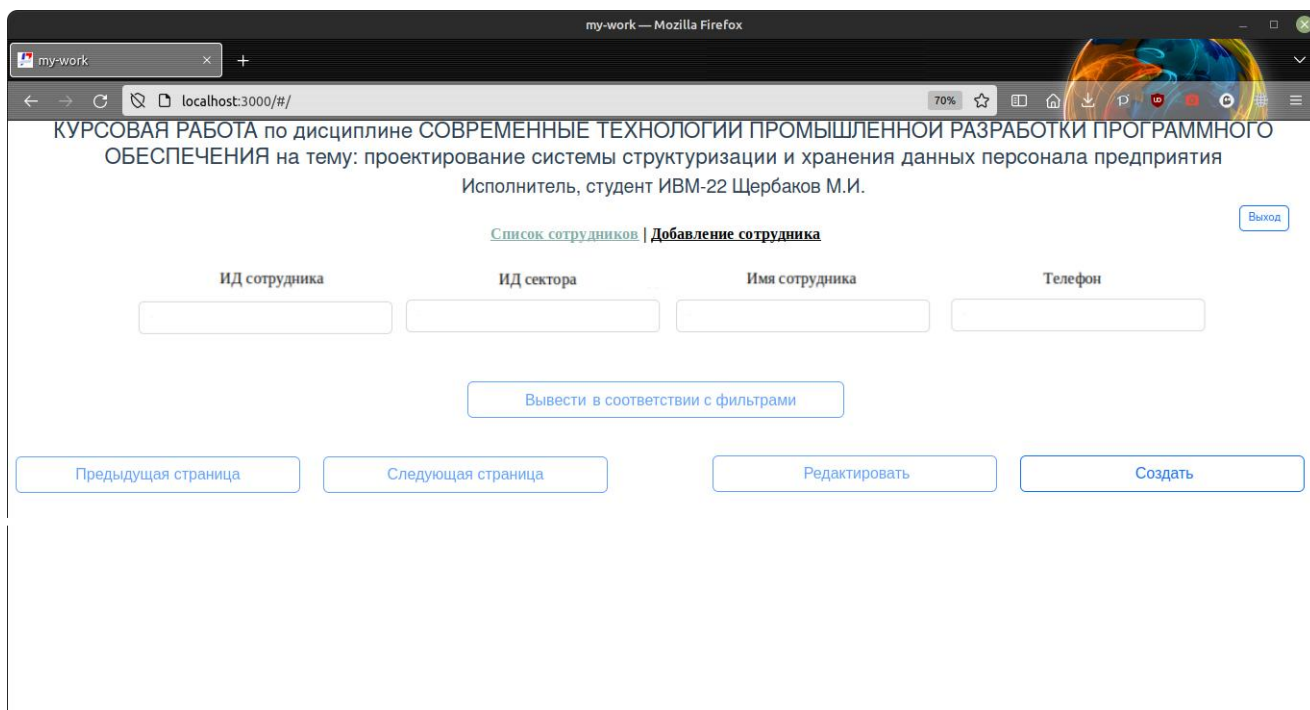 my-work — Mozilla Firefox
my-work
localhost:3000/#/
70%
КУРСОВАЯ РАБОТА по дисциплине СОВРЕМЕННЫЕ ТЕХНОЛОГИИ ПРОМЫШЛЕННОЙ РАЗРАБОТКИ ПРОГРАММНОГО
ОБЕСПЕЧЕНИЯ на тему: проектирование системы структуризации и хранения данных персонала предприятия
Исполнитель, студент ИВМ-22 Щербаков М.И.
Выход
Список сотрудников | Добавление сотрудника
ИД сотрудника ИД сектора Имя сотрудника Телефон
Вывести в соответствии с фильтрами
Предыдущая страница Следующая страница Редактировать Создать